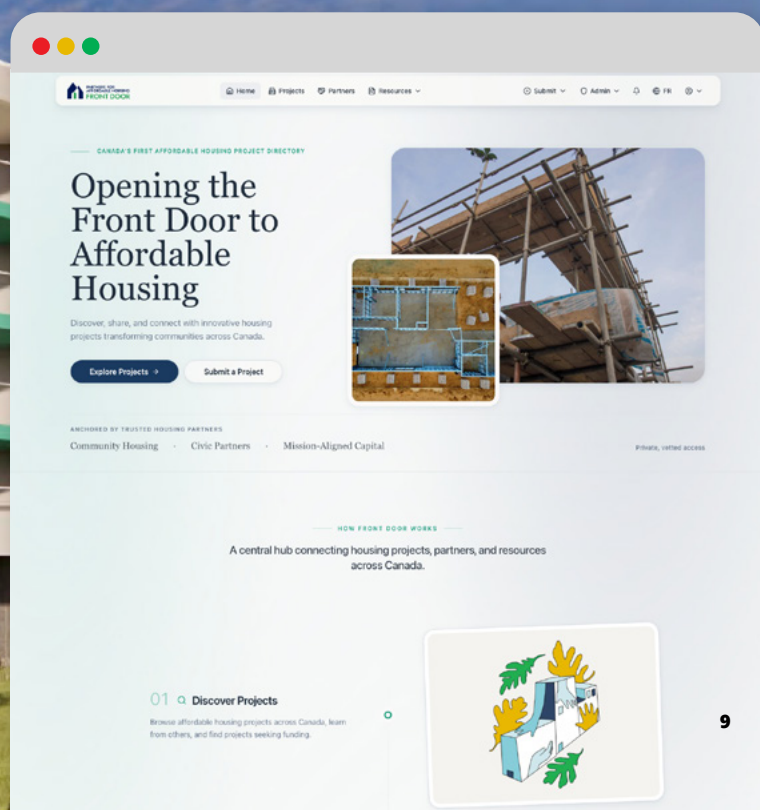 PARTNERS FOR
AFFORDABLE HOUSING
FRONT DOOR
Home
Projects
Partners
Resources
Submit
Admin
FR
CANADA'S FIRST AFFORDABLE HOUSING PROJECT DIRECTORY
Opening the
Front Door to
Affordable
Housing
Discover, share, and connect with innovative housing
projects transforming communities across Canada.
Explore Projects →
Submit a Project
ANCHORED BY TRUSTED HOUSING PARTNERS
Community Housing · Civic Partners · Mission-Aligned Capital
Private, vetted access
HOW FRONT DOOR WORKS
A central hub connecting housing projects, partners, and resources
across Canada.
01 Discover Projects
Browse affordable housing projects across Canada, learn
from others, and find projects seeking funding.
9